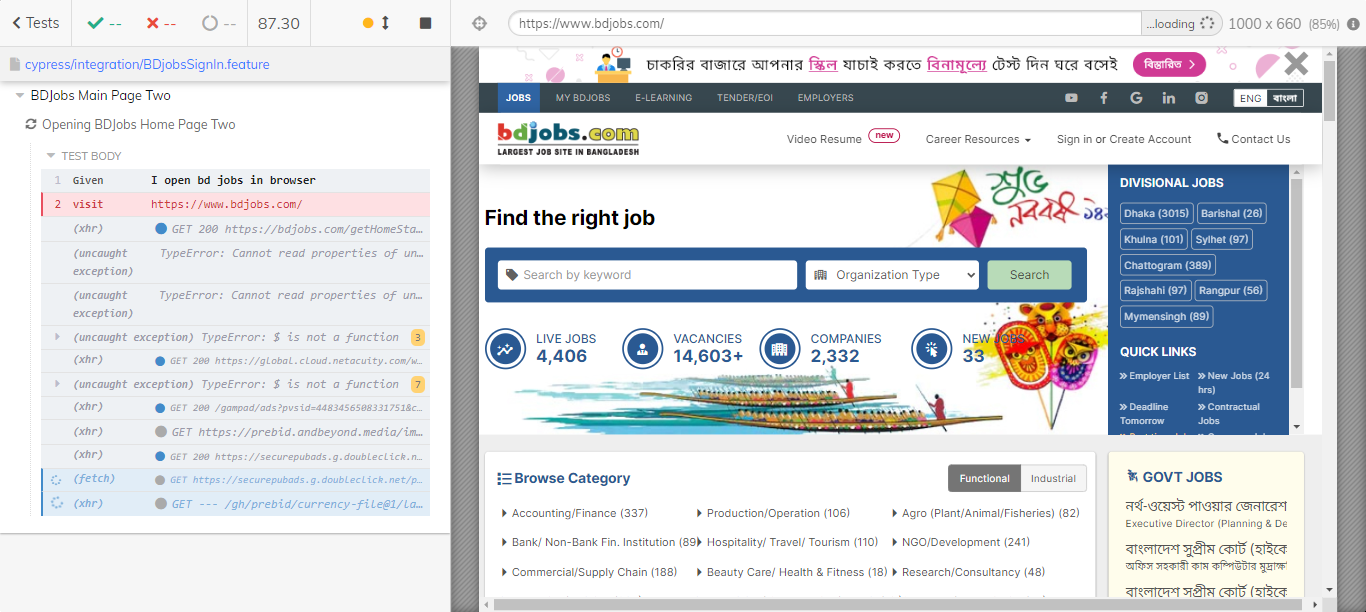 Tests
--
--
--
87.30
https://www.bdjobs.com/
...loading
1000 x 660 (85%)
cypress/integration/BDjobsSignIn.feature
BDJobs Main Page Two
Opening BDJobs Home Page Two
TEST BODY
1 Given I open bd jobs in browser
2 visit https://www.bdjobs.com/
(xhr) GET 200 https://bdjobs.com/getHomeSta...
(uncaught exception) TypeError: Cannot read properties of un...
(uncaught exception) TypeError: Cannot read properties of un...
(uncaught exception) TypeError: $ is not a function 3
(xhr) GET 200 https://global.cloud.netacuity.com/w...
(uncaught exception) TypeError: $ is not a function 7
(xhr) GET 200 /gampad/ads?pvsid=4483456508331751&c...
(xhr) GET https://prebid.andbeyond.media/im...
(xhr) GET 200 https://securepubads.g.doubleclick.n...
(fetch) GET https://securepubads.g.doubleclick.net/p...
(xhr) GET --- /gh/prebid/currency-file@1/la...
চাকরির বাজারে আপনার স্কিল যাচাই করতে বিনামূল্যে টেস্ট দিন ঘরে বসেই
বিস্তারিত
JOBS MY BDJOBS E-LEARNING TENDER/EOI EMPLOYERS
ENG বাংলা
bdjobs.com
LARGEST JOB SITE IN BANGLADESH
Video Resume new
Career Resources
Sign in or Create Account
Contact Us
শুভ
নববর্ষ
Find the right job
Search by keyword
Organization Type
Search
LIVE JOBS
4,406
VACANCIES
14,603+
COMPANIES
2,332
NEW JOBS
33
DIVISIONAL JOBS
Dhaka (3015) Barishal (26)
Khulna (101) Sylhet (97)
Chattogram (389)
Rajshahi (97) Rangpur (56)
Mymensingh (89)
QUICK LINKS
Employer List
New Jobs (24 hrs)
Deadline Tomorrow
Contractual Jobs
Browse Category
Functional Industrial
Accounting/Finance (337)
Production/Operation (106)
Agro (Plant/Animal/Fisheries) (82)
Bank/ Non-Bank Fin. Institution (89
Hospitality/ Travel/ Tourism (110)
NGO/Development (241)
Commercial/Supply Chain (188)
Beauty Care/ Health & Fitness (18)
Research/Consultancy (48)
GOVT JOBS
নর্থ-ওয়েস্ট পাওয়ার জেনারেশ
Executive Director (Planning & De
বাংলাদেশ সুপ্রীম কোর্ট (হাইকে
অফিস সহকারী কাম কম্পিউটার মুদ্রাক্ষ
বাংলাদেশ সুপ্রীম কোর্ট (হাইকে